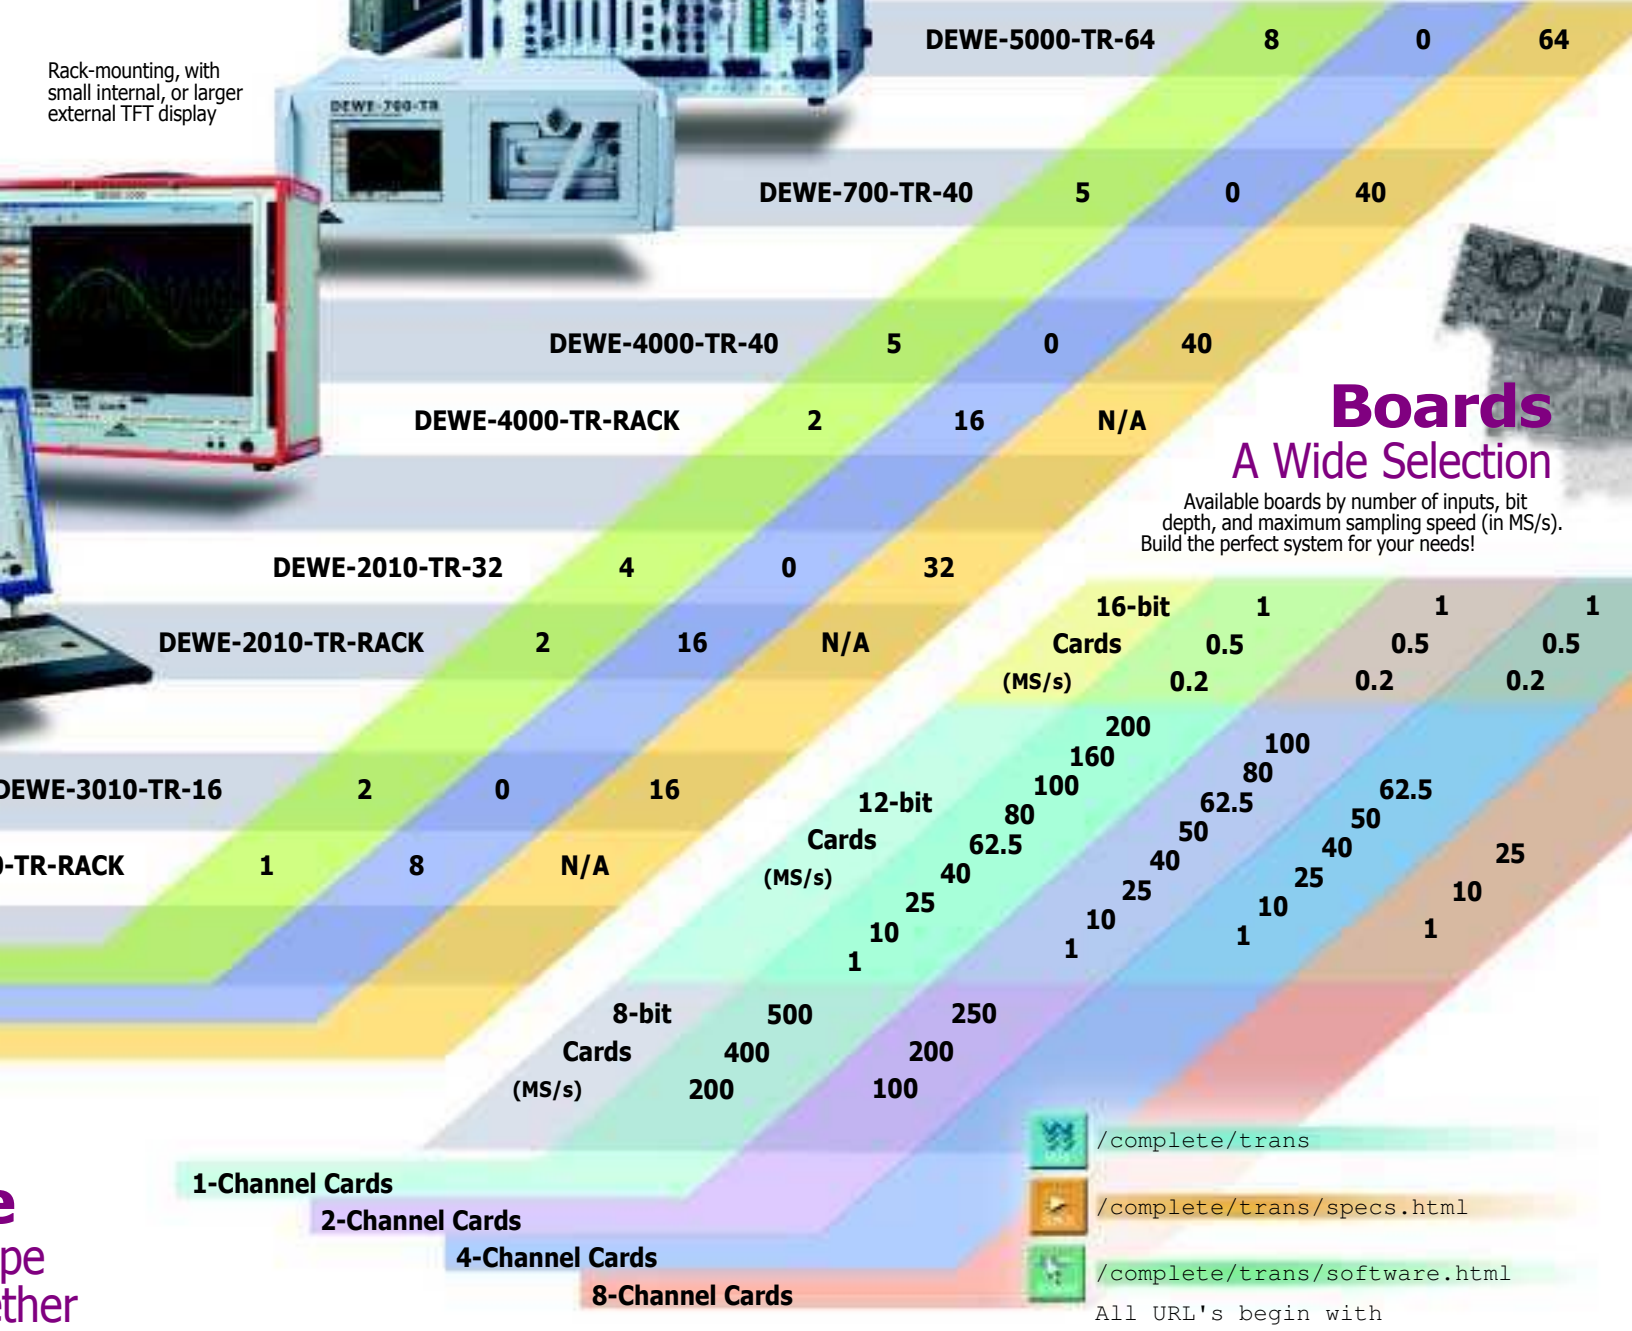 DEWE-5000-TR-64 8 0 64
Rack-mounting, with
small internal, or larger
external TFT display
DEWE-700-TR
DEWE-700-TR-40 5 0 40
DEWE-4000-TR-40 5 0 40
DEWE-4000-TR-RACK 2 16 N/A
DEWE-2010-TR-32 4 0 32
DEWE-2010-TR-RACK 2 16 N/A
DEWE-3010-TR-16 2 0 16
0-TR-RACK 1 8 N/A
Boards
A Wide Selection
Available boards by number of inputs, bit
depth, and maximum sampling speed (in MS/s).
Build the perfect system for your needs!
16-bit 1 1 1
Cards 0.5 0.5 0.5
(MS/s) 0.2 0.2 0.2
200
160 100
100 80 62.5
12-bit 80 62.5 50
Cards 62.5 50 40 25
(MS/s) 40 40 25 10
25 25 10 1
10 10 1
1 1
8-bit 500 250
Cards 400 200
(MS/s) 200 100
1-Channel Cards
2-Channel Cards
4-Channel Cards
8-Channel Cards
/complete/trans
/complete/trans/specs.html
/complete/trans/software.html
All URL's begin with
e
pe
ether